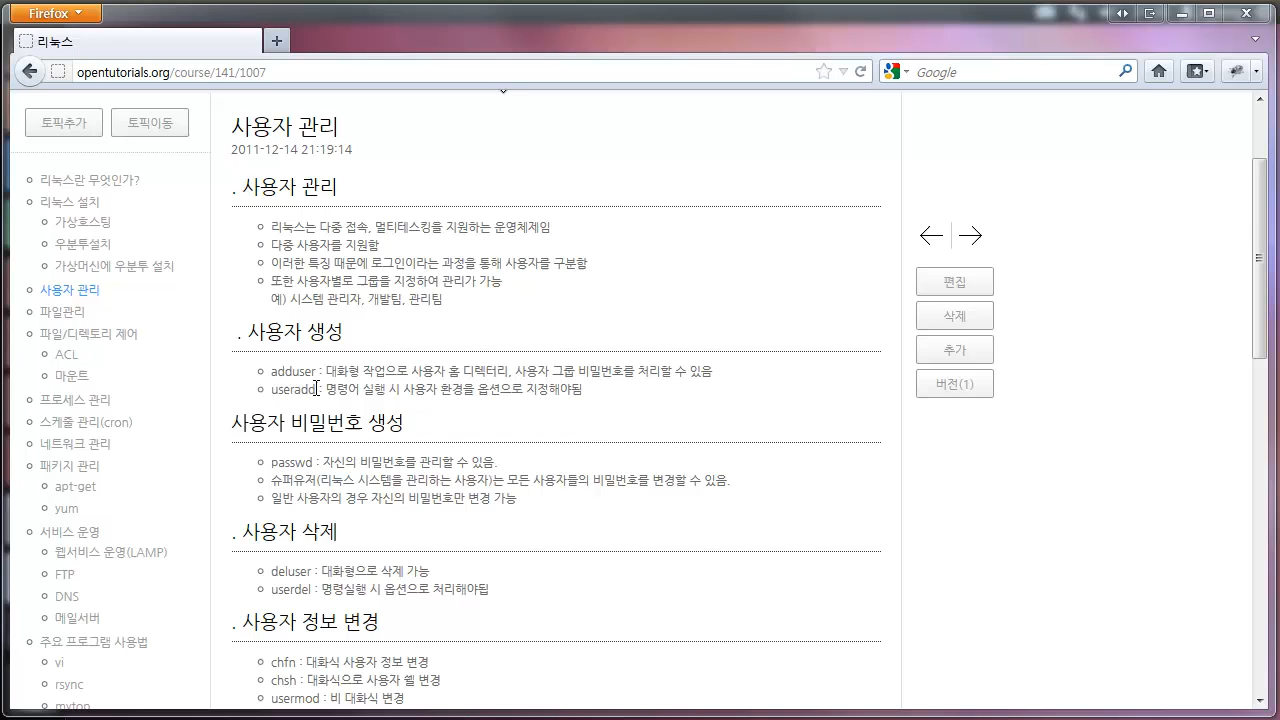 Firefox
리눅스
opentutorials.org/course/141/1007
Google
토픽추가
토픽이동
리눅스란 무엇인가?
리눅스 설치
가상호스팅
우분투설치
가상머신에 우분투 설치
사용자 관리
파일관리
파일/디렉토리 제어
ACL
마운트
프로세스 관리
스케줄 관리(cron)
네트워크 관리
패키지 관리
apt-get
yum
서비스 운영
웹서비스 운영(LAMP)
FTP
DNS
메일서버
주요 프로그램 사용법
vi
rsync
mytop
사용자 관리
2011-12-14 21:19:14
. 사용자 관리
리눅스는 다중 접속, 멀티테스킹을 지원하는 운영체제임
다중 사용자를 지원함
이러한 특징 때문에 로그인이라는 과정을 통해 사용자를 구분함
또한 사용자별로 그룹을 지정하여 관리가 가능
예) 시스템 관리자, 개발팀, 관리팀
. 사용자 생성
adduser : 대화형 작업으로 사용자 홈 디렉터리, 사용자 그룹 비밀번호를 처리할 수 있음
useradd : 명령어 실행 시 사용자 환경을 옵션으로 지정해야됨
사용자 비밀번호 생성
passwd : 자신의 비밀번호를 관리할 수 있음.
슈퍼유저(리눅스 시스템을 관리하는 사용자)는 모든 사용자들의 비밀번호를 변경할 수 있음.
일반 사용자의 경우 자신의 비밀번호만 변경 가능
. 사용자 삭제
deluser : 대화형으로 삭제 가능
userdel : 명령실행 시 옵션으로 처리해야됩
. 사용자 정보 변경
chfn : 대화식 사용자 정보 변경
chsh : 대화식으로 사용자 쉘 변경
usermod : 비 대화식 변경
편집
삭제
추가
버전(1)